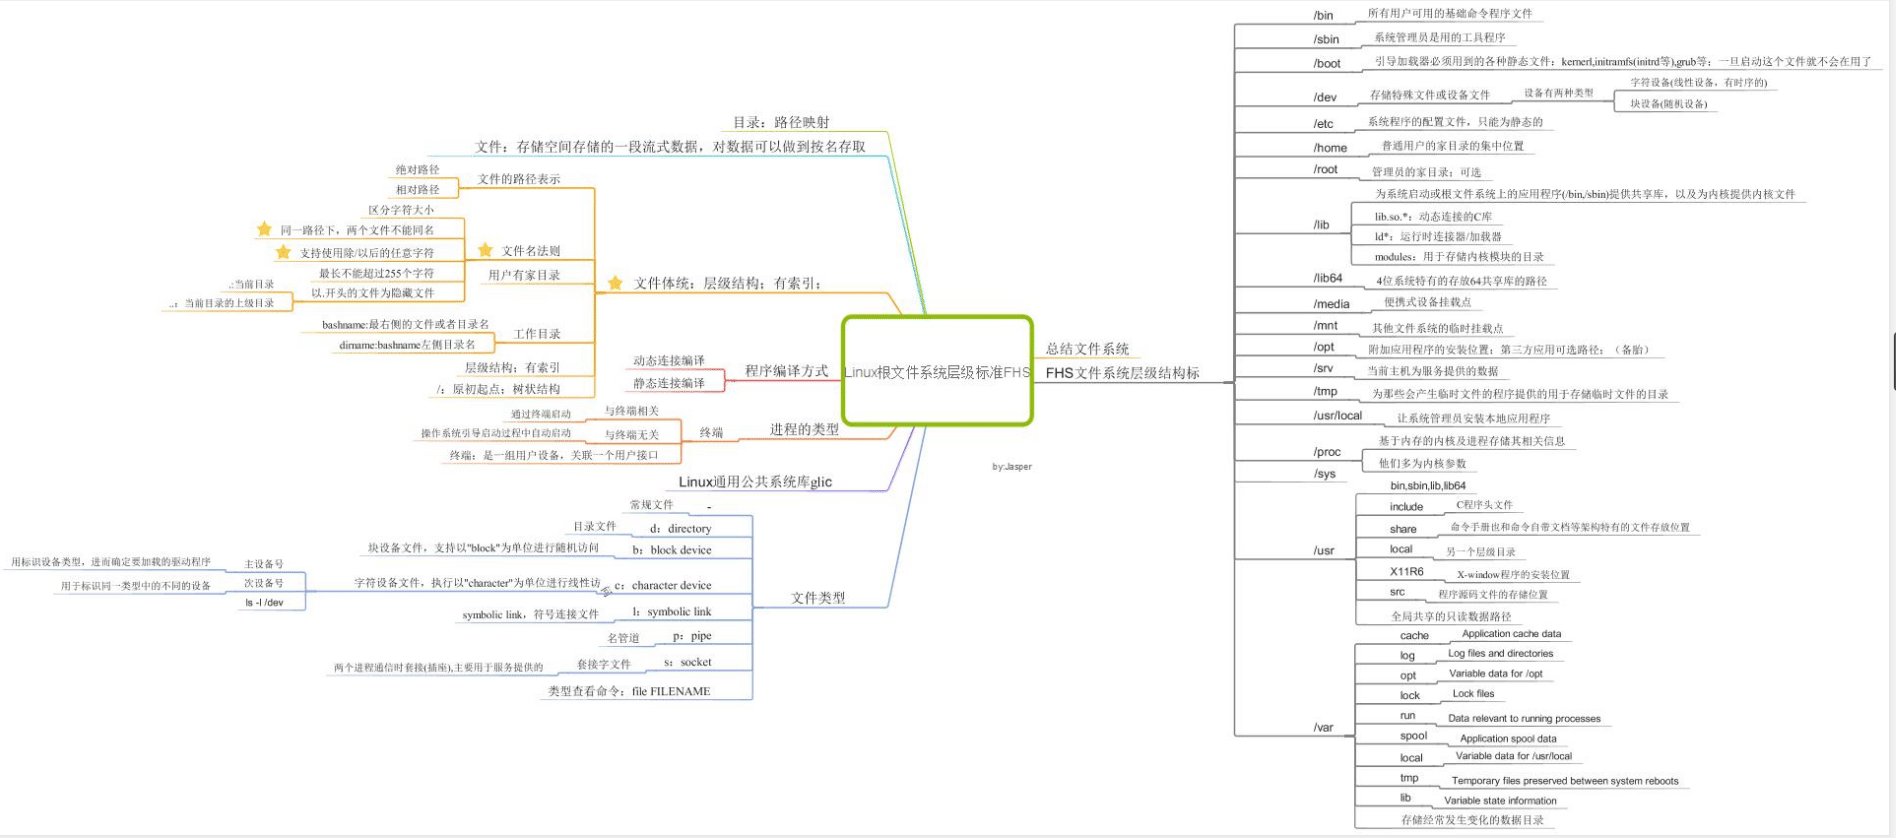 目录：路径映射
文件：存储空间存储的一段流式数据，对数据可以做到按名存取
文件体统：层级结构；有索引；
文件的路径表示
绝对路径
相对路径
文件名法则
区分字符大小
同一路径下，两个文件不能同名
支持使用除/以后的任意字符
最长不能超过255个字符
以.开头的文件为隐藏文件
.:当前目录
..：当前目录的上级目录
用户有家目录
工作目录
bashname:最右侧的文件或者目录名
dirname:bashname左侧目录名
层级结构；有索引
/：原初起点；树状结构
程序编译方式
动态连接编译
静态连接编译
进程的类型
终端
与终端相关
通过终端启动
与终端无关
操作系统引导启动过程中自动启动
终端：是一组用户设备，关联一个用户接口
Linux通用公共系统库glic
文件类型
-
常规文件
d：directory
目录文件
b：block device
块设备文件，支持以"block"为单位进行随机访问
c：character device
字符设备文件，执行以"character"为单位进行线性访
主设备号
用标识设备类型，进而确定要加载的驱动程序
次设备号
用于标识同一类型中的不同的设备
ls -l /dev
l：symbolic link
symbolic link，符号连接文件
p：pipe
名管道
s：socket
套接字文件
两个进程通信时套接(插座),主要用于服务提供的
类型查看命令：file FILENAME
Linux根文件系统层级标准FHS
by:Jasper
总结文件系统
FHS文件系统层级结构标
/bin
所有用户可用的基础命令程序文件
/sbin
系统管理员是用的工具程序
/boot
引导加载器必须用到的各种静态文件：kernerl,initramfs(initrd等),grub等；一旦启动这个文件就不会在用了
/dev
存储特殊文件或设备文件
设备有两种类型
字符设备(线性设备，有时序的)
块设备(随机设备)
/etc
系统程序的配置文件，只能为静态的
/home
普通用户的家目录的集中位置
/root
管理员的家目录；可选
/lib
为系统启动或根文件系统上的应用程序(/bin,/sbin)提供共享库，以及为内核提供内核文件
lib.so.*：动态连接的C库
ld*：运行时连接器/加载器
modules：用于存储内核模块的目录
/lib64
4位系统特有的存放64共享库的路径
/media
便携式设备挂载点
/mnt
其他文件系统的临时挂载点
/opt
附加应用程序的安装位置；第三方应用可选路径；（备胎）
/srv
当前主机为服务提供的数据
/tmp
为那些会产生临时文件的程序提供的用于存储临时文件的目录
/usr/local
让系统管理员安装本地应用程序
/proc
基于内存的内核及进程存储其相关信息
他们多为内核参数
/sys
/usr
bin,sbin,lib,lib64
include
C程序头文件
share
命令手册也和命令自带文档等架构特有的文件存放位置
local
另一个层级目录
X11R6
X-window程序的安装位置
src
程序源码文件的存储位置
全局共享的只读数据路径
/var
cache
Application cache data
log
Log files and directories
opt
Variable data for /opt
lock
Lock files
run
Data relevant to running processes
spool
Application spool data
local
Variable data for /usr/local
tmp
Temporary files preserved between system reboots
lib
Variable state information
存储经常发生变化的数据目录